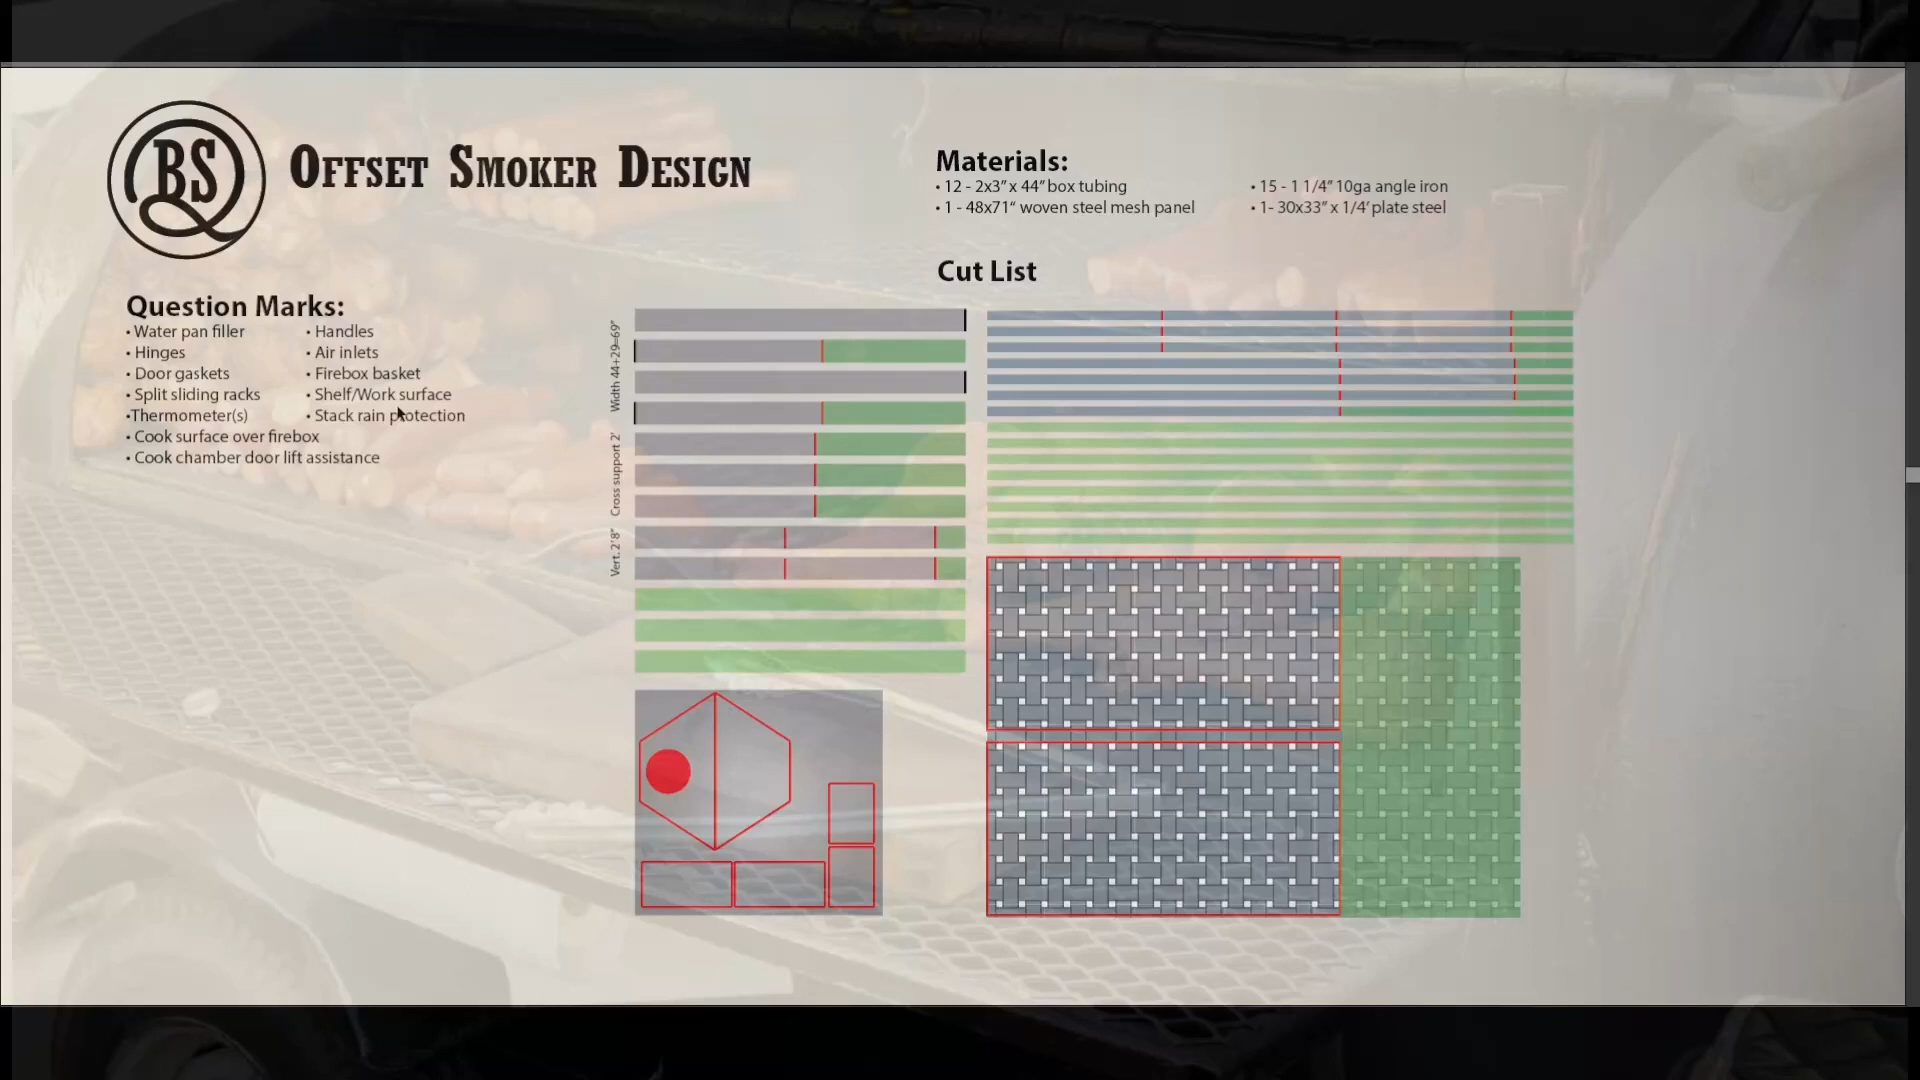 BSQ
OFFSET SMOKER DESIGN
Materials:
• 12 - 2x3” x 44” box tubing
• 1 - 48x71“ woven steel mesh panel
• 15 - 1 1/4” 10ga angle iron
• 1- 30x33” x 1/4’ plate steel
Cut List
Question Marks:
• Water pan filler
• Hinges
• Door gaskets
• Split sliding racks
•Thermometer(s)
• Cook surface over firebox
• Cook chamber door lift assistance
• Handles
• Air inlets
• Firebox basket
• Shelf/Work surface
• Stack rain protection
Width 44+29=69”
Cross support 2’
Vert. 2’8”